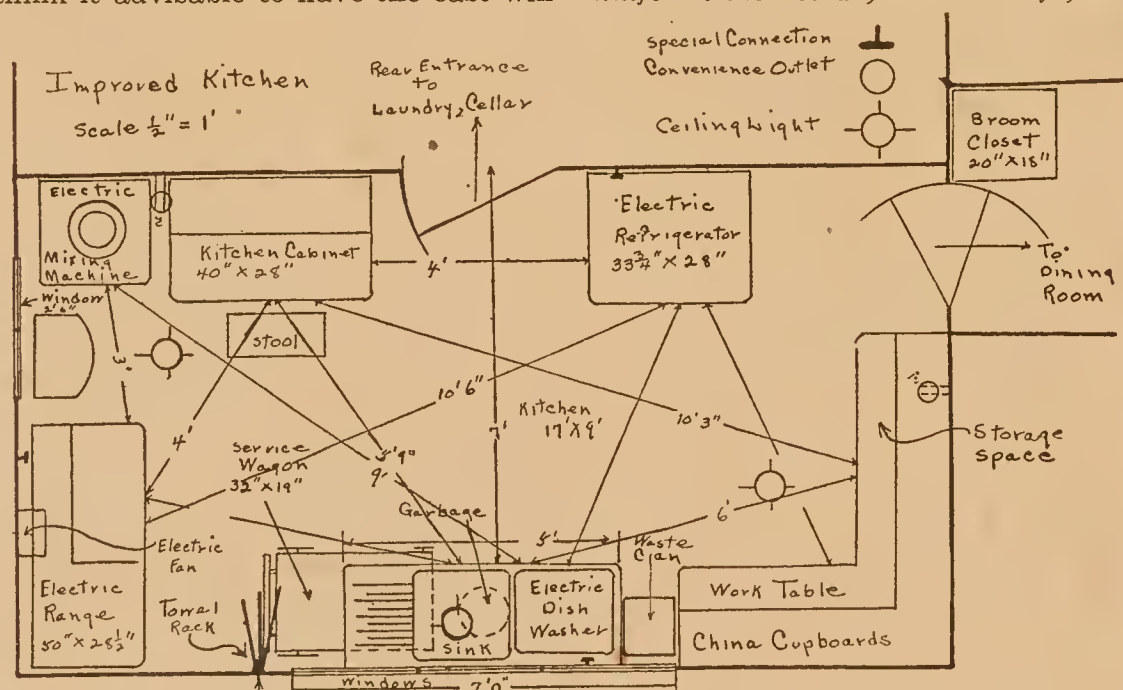 Improved Kitchen
Scale ½" = 1'
Rear Entrance
to
Laundry, Cellar
Special Connection
Convenience Outlet
Ceiling Light
Broom
Closet
20" X 18"
To
Dining
Room
Electric
Mixing
Machine
Kitchen Cabinet
40" X 28"
4'
Electric
Refrigerator
33¾" X 28"
Window
2'6"
Stool
3'
4'
10'6"
7'
Kitchen
17' X 9'
10'3"
Storage
Space
Service
Wagon
32" X 19"
9'
Garbage
5'
6'
Waste
Can
Electric
Fan
Electric
Range
50" X 28½"
Towel
Rack
Sink
Electric
Dish
Washer
Work Table
China Cupboards
Windows 7'0"